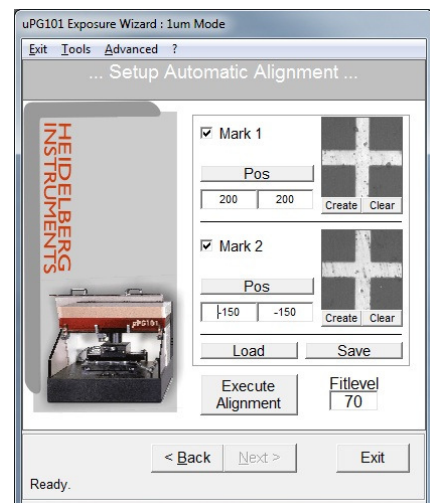 uPG101 Exposure Wizard : 1um Mode
Exit Tools Advanced ?
... Setup Automatic Alignment ...
HEIDELBERG
INSTRUMENTS
µPG101
Mark 1
Pos
200 200
Create Clear
Mark 2
Pos
-150 -150
Create Clear
Load Save
Execute
Alignment
Fitlevel
70
< Back Next > Exit
Ready.